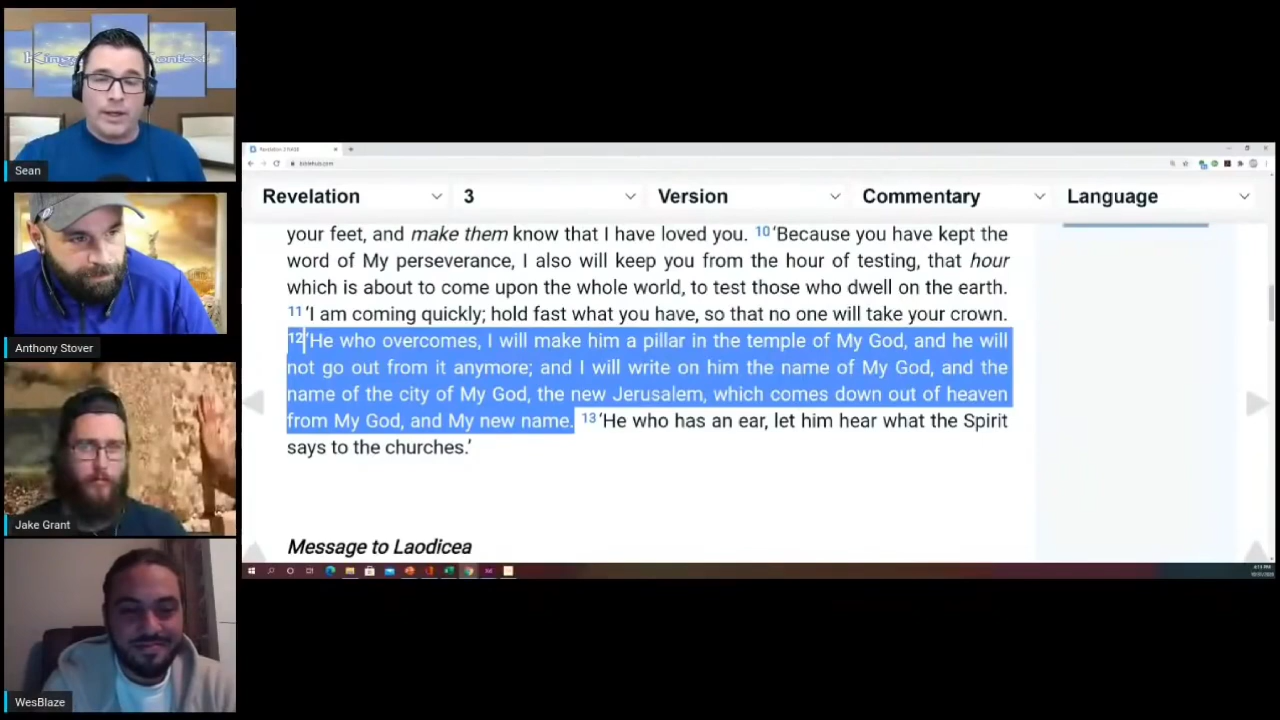 King Context
Sean
Anthony Stover
Jake Grant
WesBlaze
biblehub.com
Revelation
3
Version
Commentary
Language
your feet, and make them know that I have loved you. 10 ‘Because you have kept the
word of My perseverance, I also will keep you from the hour of testing, that hour
which is about to come upon the whole world, to test those who dwell on the earth.
11 ‘I am coming quickly; hold fast what you have, so that no one will take your crown.
12 ‘He who overcomes, I will make him a pillar in the temple of My God, and he will
not go out from it anymore; and I will write on him the name of My God, and the
name of the city of My God, the new Jerusalem, which comes down out of heaven
from My God, and My new name. 13 ‘He who has an ear, let him hear what the Spirit
says to the churches.’
Message to Laodicea